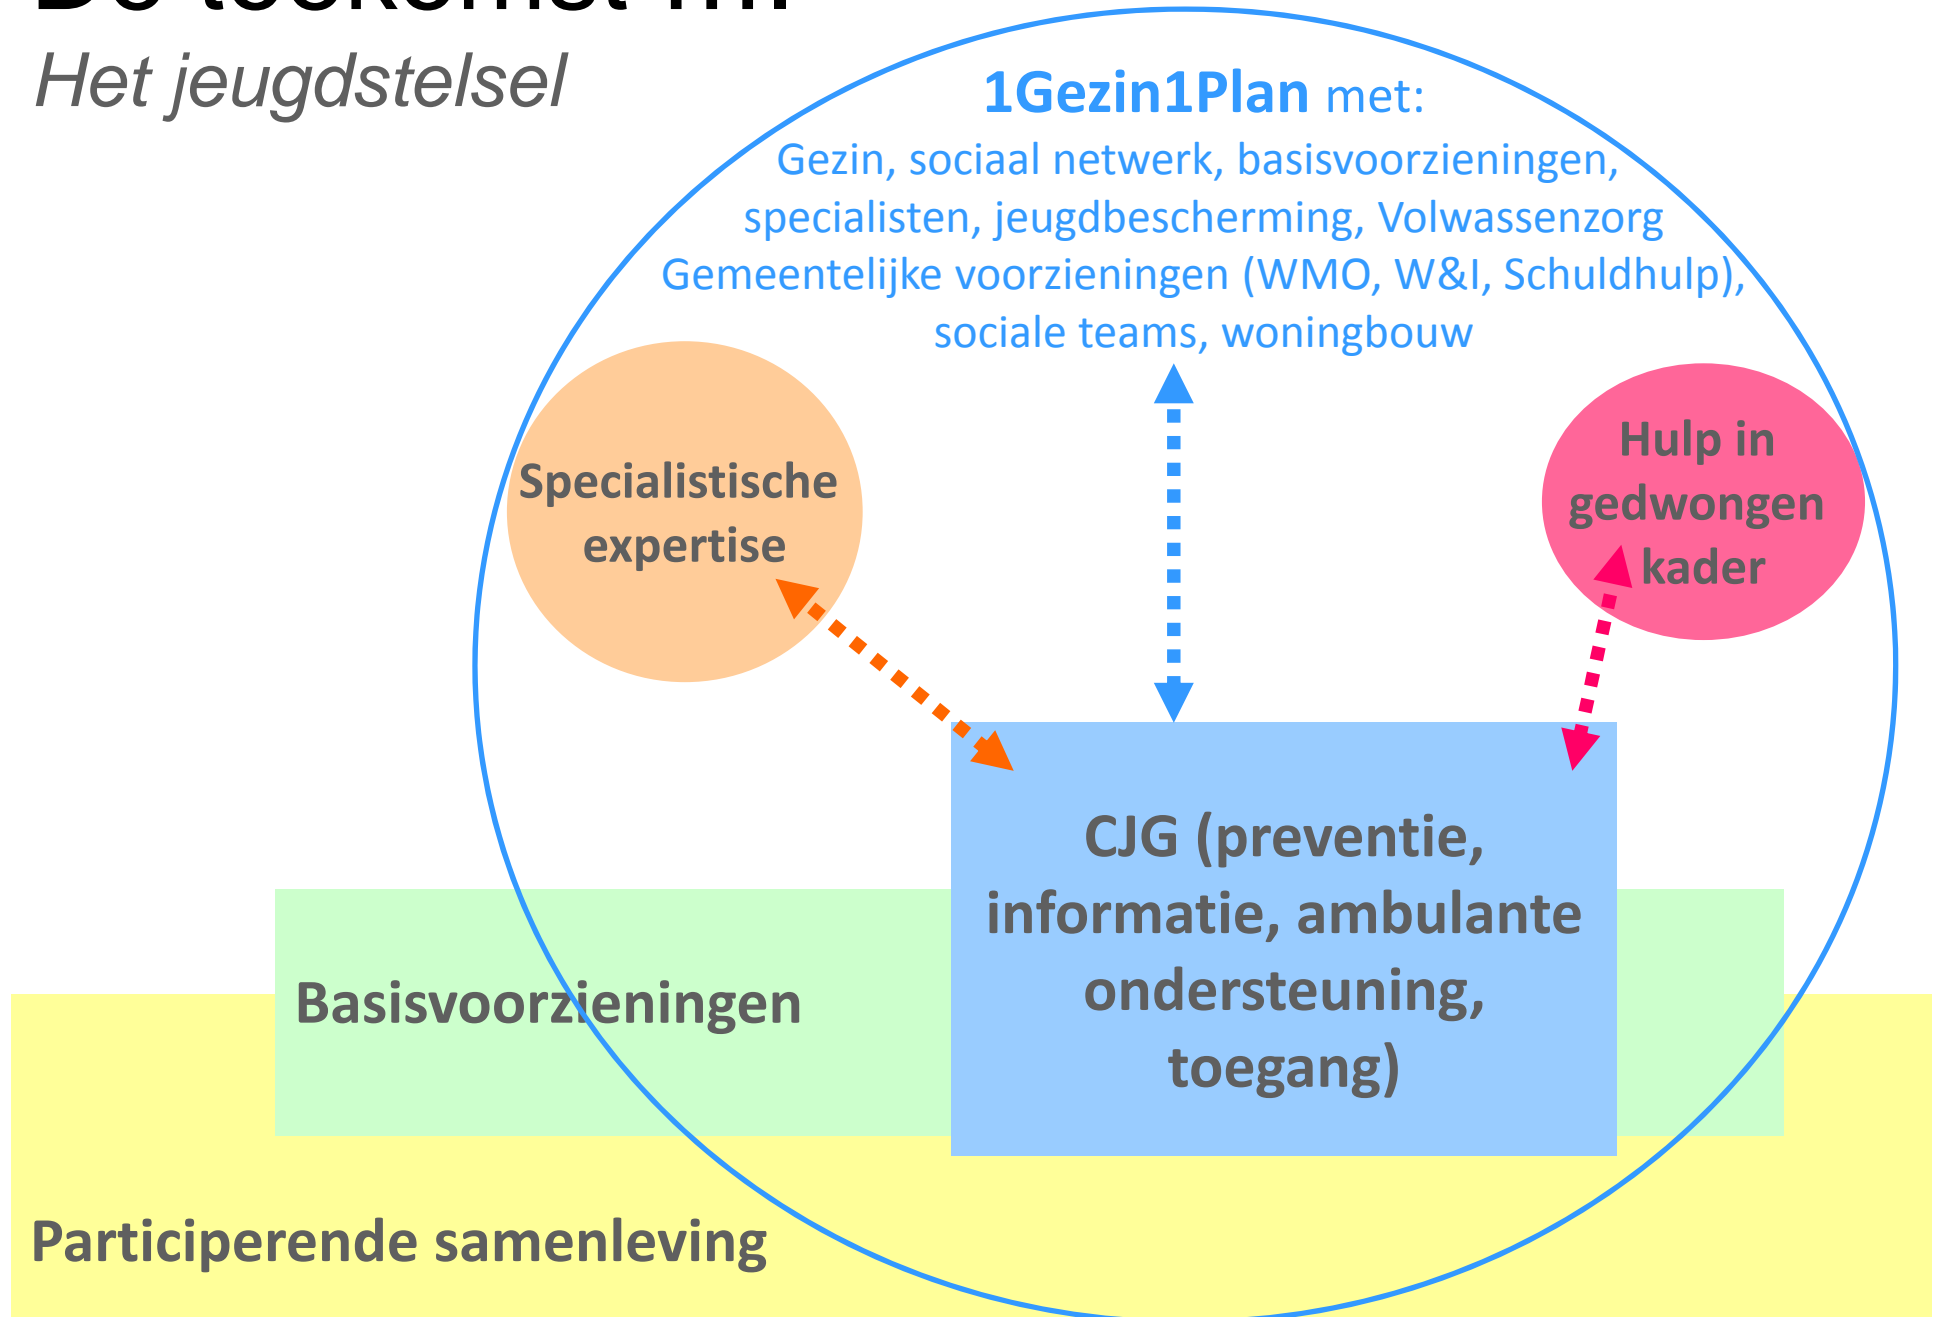 Het jeugdstelsel
1Gezin1Plan met:
Gezin, sociaal netwerk, basisvoorzieningen,
specialisten, jeugdbescherming, Volwassenzorg
Gemeentelijke voorzieningen (WMO, W&I, Schuldhulp),
sociale teams, woningbouw
Specialistische
expertise
Hulp in
gedwongen
kader
CJG (preventie,
informatie, ambulante
ondersteuning,
toegang)
Basisvoorzieningen
Participerende samenleving